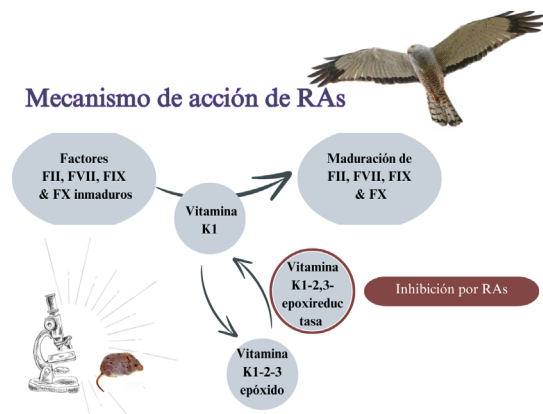 Mecanismo de acción de RAs
Factores
FII, FVII, FIX
& FX inmaduros
Maduración de
FII, FVII, FIX
& FX
Vitamina
K1
Vitamina
K1-2,3-
epoxireduc
tasa
Inhibición por RAs
Vitamina
K1-2-3
epóxido